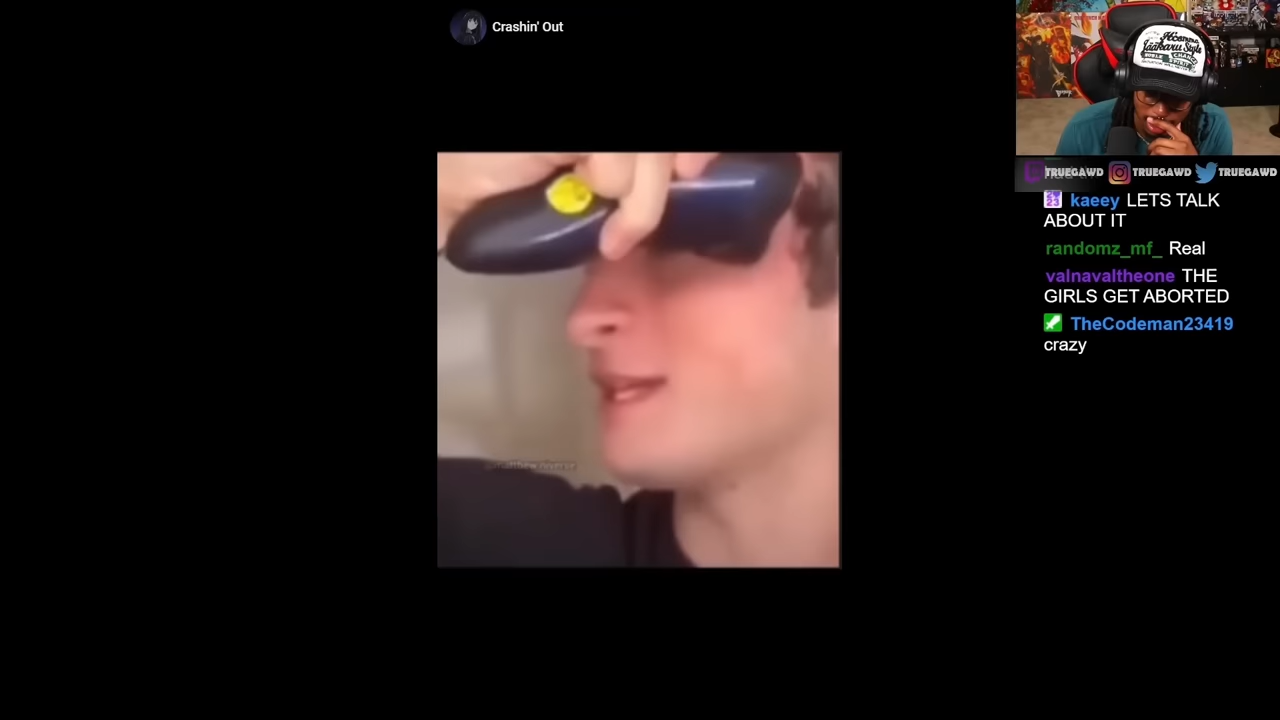 Crashin' Out
TRUEGAWD TRUEGAWD TRUEGAWD
kaeey LETS TALK
ABOUT IT
randomz_mf_ Real
valnavaltheone THE
GIRLS GET ABORTED
TheCodeman23419
crazy